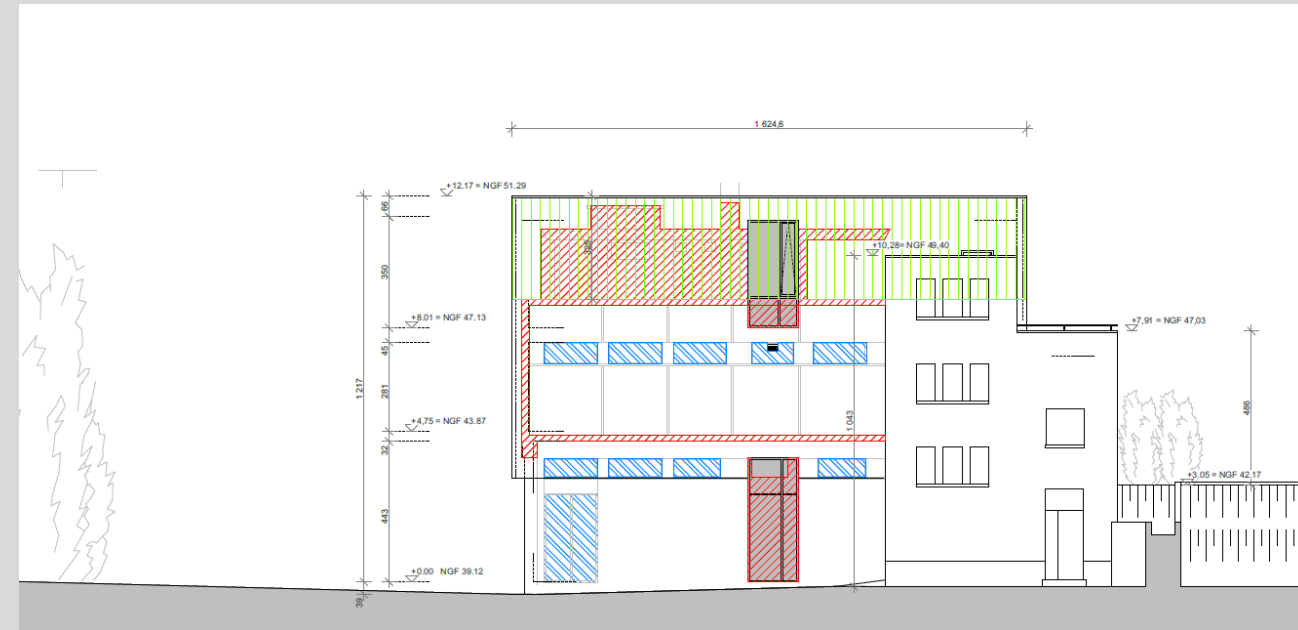 1 624,6
+12.17 = NGF 51.29
66
325
+10,28= NGF 49,40
350
+8.01 = NGF 47.13
+7,91 = NGF 47,03
45
281
1 217
486
1 043
+4,75 = NGF 43.87
32
+3.05 = NGF 42.17
443
+0.00 NGF 39.12
39